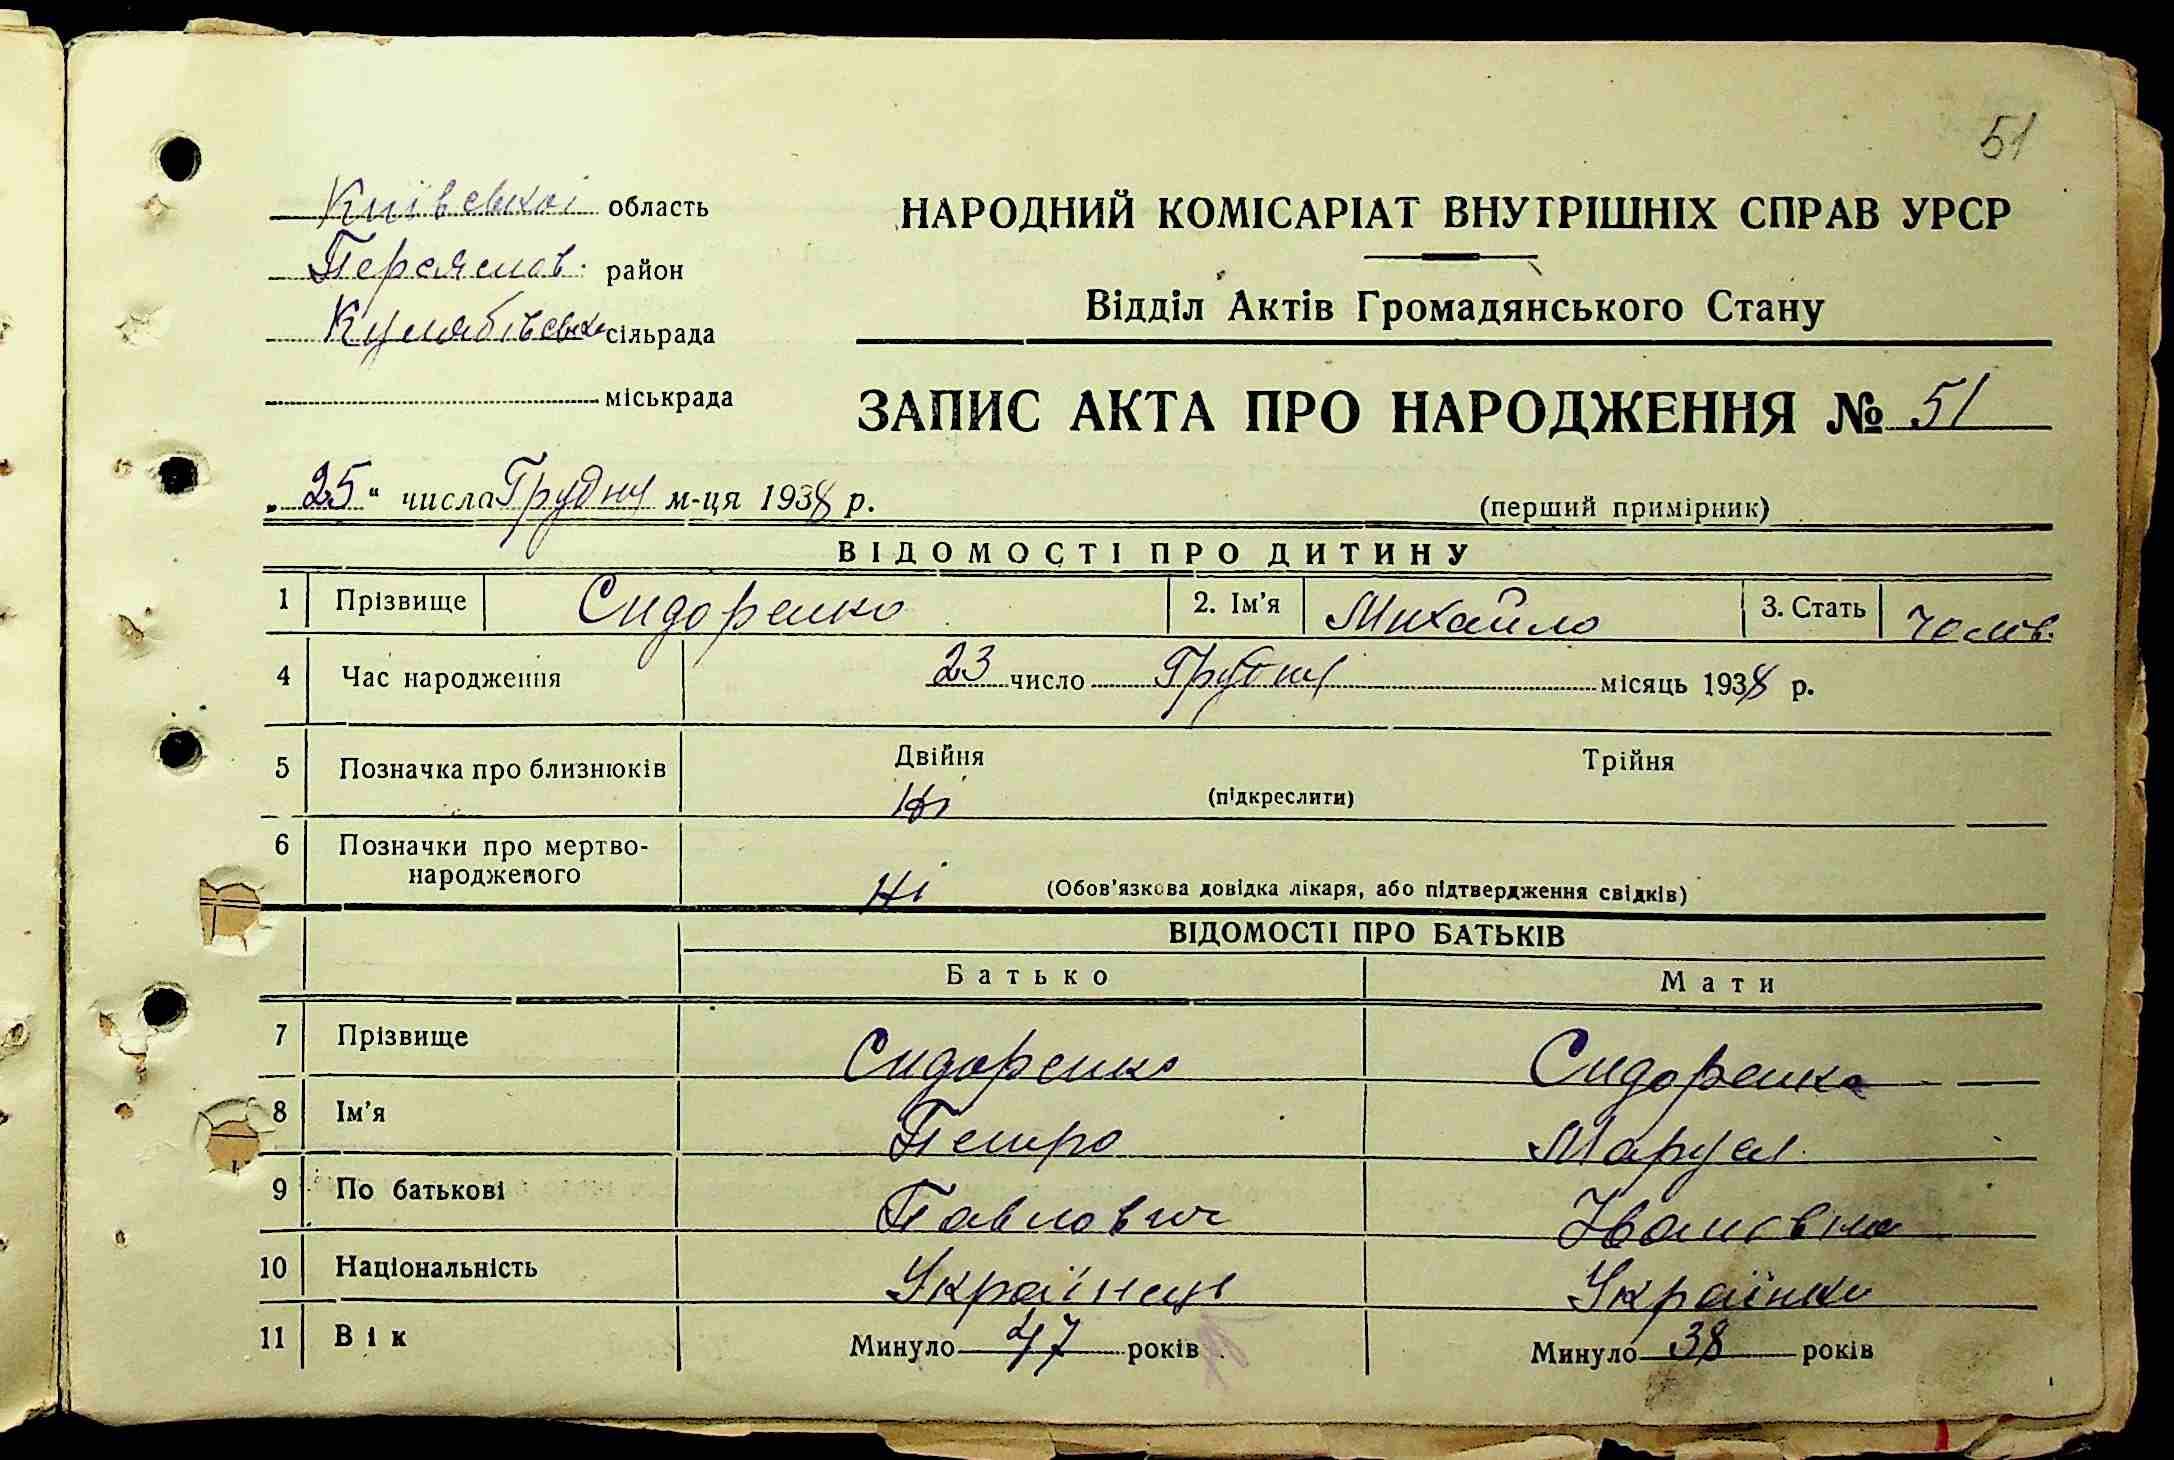 51
Київської область
Переяслов. район
сільрада
міськрада
НАРОДНИЙ КОМІСАРІАТ ВНУТРІШНІХ СПРАВ УРСР
Відділ Актів Громадянського Стану
ЗАПИС АКТА ПРО НАРОДЖЕННЯ № 51
„25“ числа Грудня м-ця 1938 р.
(перший примірник)
ВІДОМОСТІ ПРО ДИТИНУ
1 Прізвище Сидоренко 2. Ім'я Михайло 3. Стать чолов.
4 Час народження 23 число Грудня місяць 1938 р.
5 Позначка про близнюків Двійня Трійня
Ні (підкреслити)
6 Позначки про мертво-
народженого Ні (Обов'язкова довідка лікаря, або підтвердження свідків)
ВІДОМОСТІ ПРО БАТЬКІВ
Батько Мати
7 Прізвище Сидоренко Сидоренко
8 Ім'я Петро Маруся
9 По батькові Павлович Івановна
10 Національність Українець Українка
11 Вік Минуло 47 років Минуло 38 років